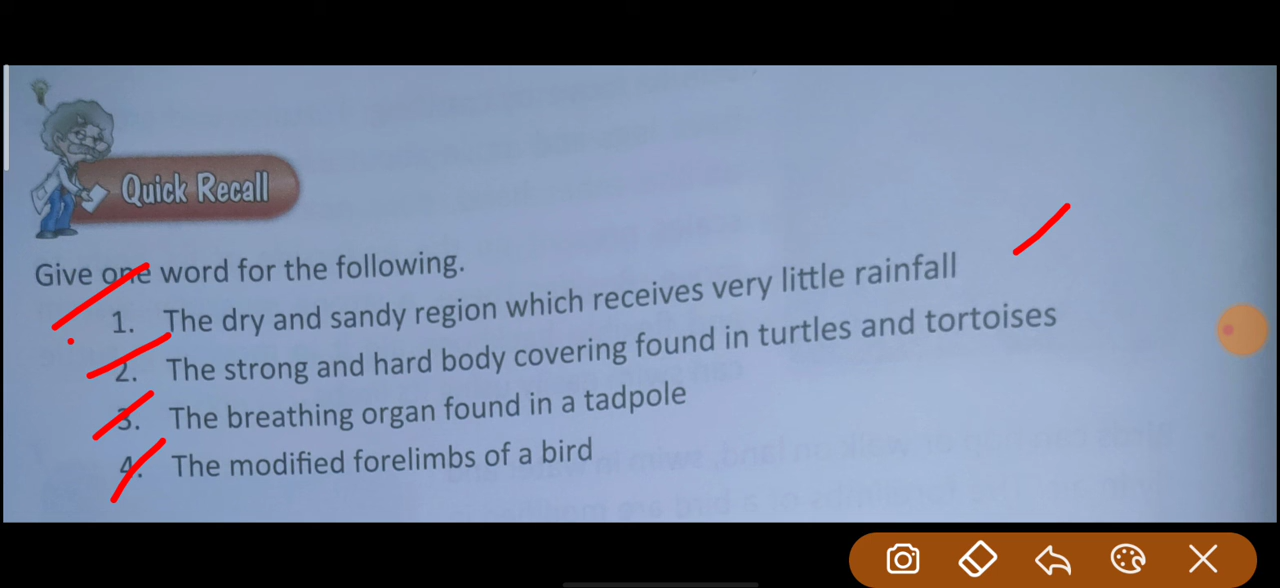 Quick Recall
Give one word for the following.
1. The dry and sandy region which receives very little rainfall
2. The strong and hard body covering found in turtles and tortoises
3. The breathing organ found in a tadpole
4. The modified forelimbs of a bird